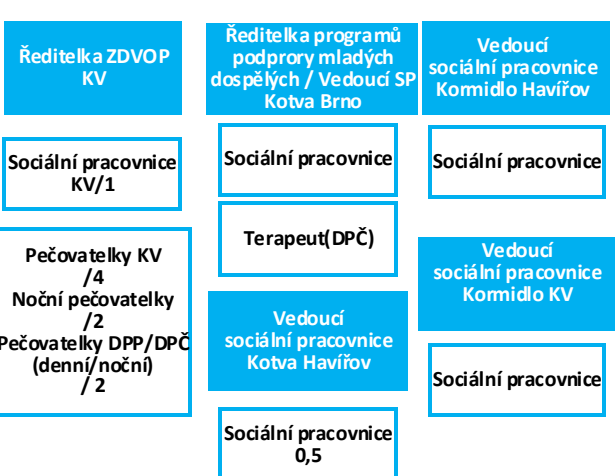 Ředitelka ZDVOP
KV
Sociální pracovnice
KV/1
Pečovatelky KV
/4
Noční pečovatelky
/2
Pečovatelky DPP/DPČ
(denní/noční)
/ 2
Ředitelka programů
podprory mladých
dospělých / Vedoucí SP
Kotva Brno
Sociální pracovnice
Terapeut(DPČ)
Vedoucí
sociální pracovnice
Kotva Havířov
Sociální pracovnice
0,5
Vedoucí
sociální pracovnice
Kormidlo Havířov
Sociální pracovnice
Vedoucí
sociální pracovnice
Kormidlo KV
Sociální pracovnice